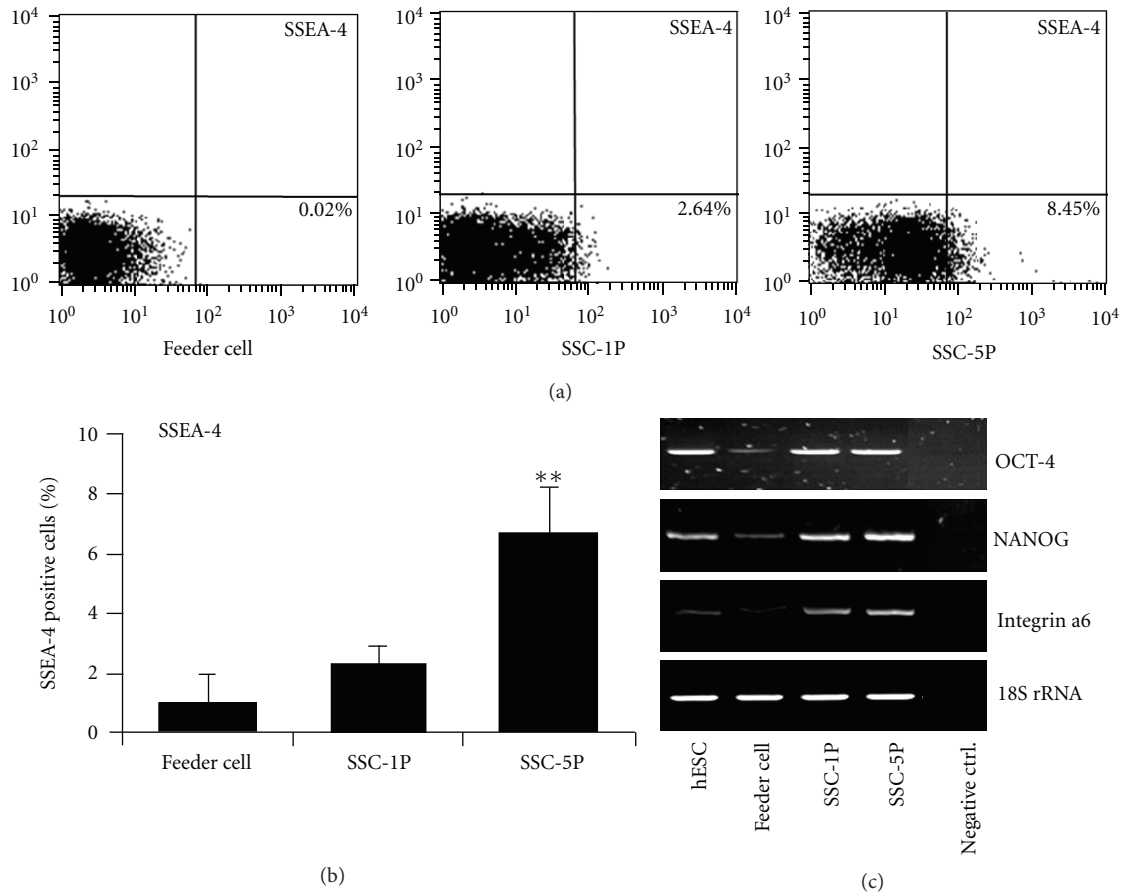 SSEA-4
10⁴
10³
10²
10¹
10⁰
0.02%
10⁰ 10¹ 10² 10³ 10⁴
Feeder cell
SSEA-4
10⁴
10³
10²
10¹
10⁰
2.64%
10⁰ 10¹ 10² 10³ 10⁴
SSC-1P
SSEA-4
10⁴
10³
10²
10¹
10⁰
8.45%
10⁰ 10¹ 10² 10³ 10⁴
SSC-5P
(a)
SSEA-4 positive cells (%)
10
8
6
4
2
0
SSEA-4
**
Feeder cell
SSC-1P
SSC-5P
(b)
OCT-4
NANOG
Integrin a6
18S rRNA
hESC
Feeder cell
SSC-1P
SSC-5P
Negative ctrl.
(c)